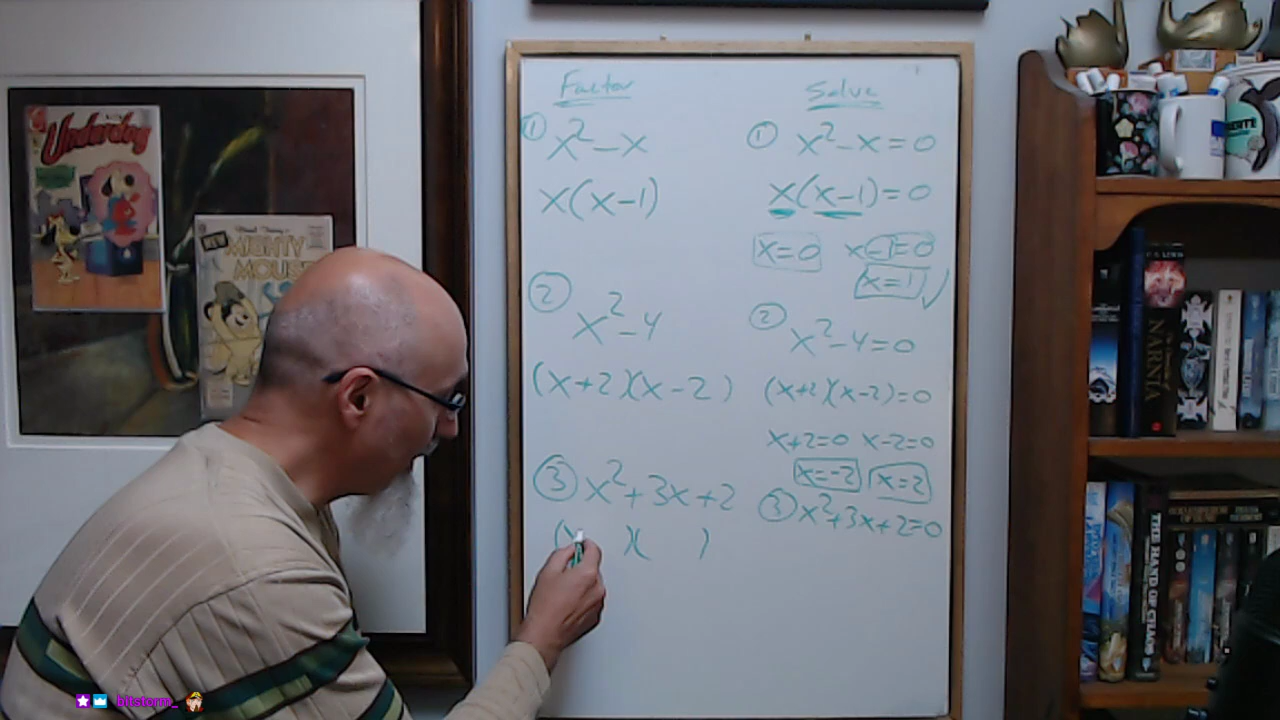 Underdog
NEW
MIGHTY
MOUSE
Factor
① x² - x
x(x-1)
② x² - 4
(x+2)(x-2)
③ x² + 3x + 2
(x )( )
Solve
① x² - x = 0
x(x-1) = 0
x=0 x-1=0
x=1 ✓
② x² - 4 = 0
(x+2)(x-2)=0
x+2=0 x-2=0
x=-2 x=2
③ x²+3x+2=0
NARNIA
THE HAND OF CHAOS
bitstorm_